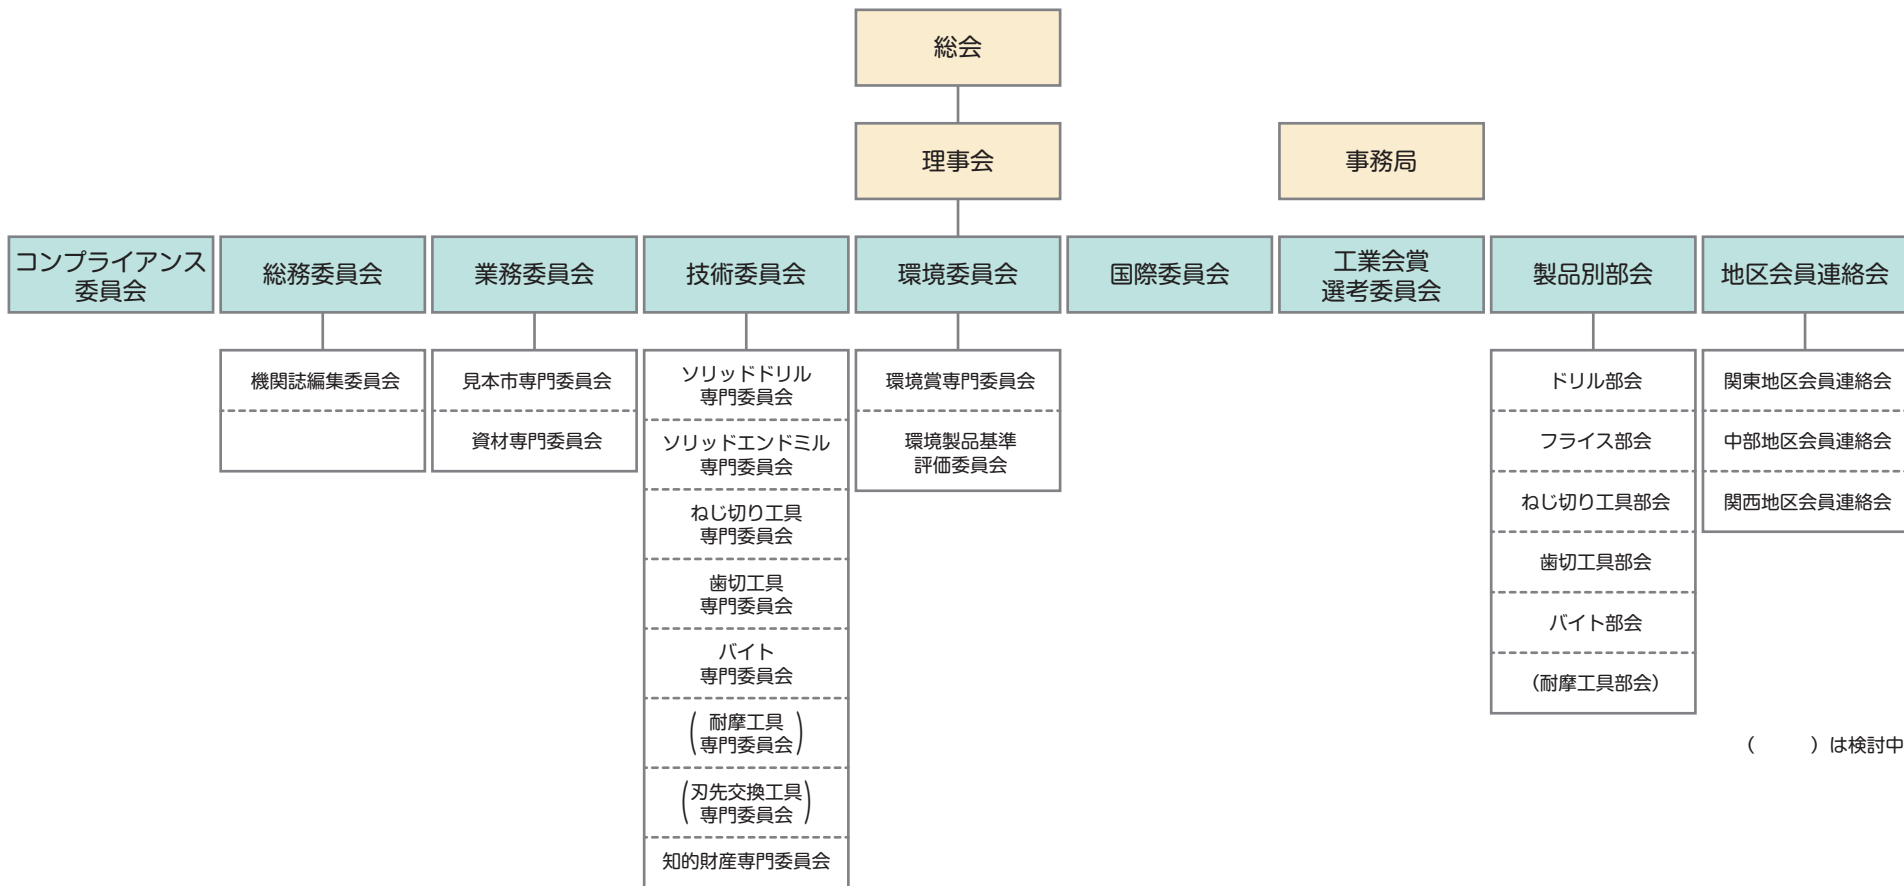 総会
理事会
事務局
コンプライアンス
委員会
総務委員会
業務委員会
技術委員会
環境委員会
国際委員会
工業会賞
選考委員会
製品別部会
地区会員連絡会
機関誌編集委員会
見本市専門委員会
資材専門委員会
ソリッドドリル
専門委員会
ソリッドエンドミル
専門委員会
ねじ切り工具
専門委員会
歯切工具
専門委員会
バイト
専門委員会
(耐摩工具
専門委員会)
(刃先交換工具
専門委員会)
知的財産専門委員会
環境賞専門委員会
環境製品基準
評価委員会
ドリル部会
フライス部会
ねじ切り工具部会
歯切工具部会
バイト部会
(耐摩工具部会)
関東地区会員連絡会
中部地区会員連絡会
関西地区会員連絡会
(　　)は検討中